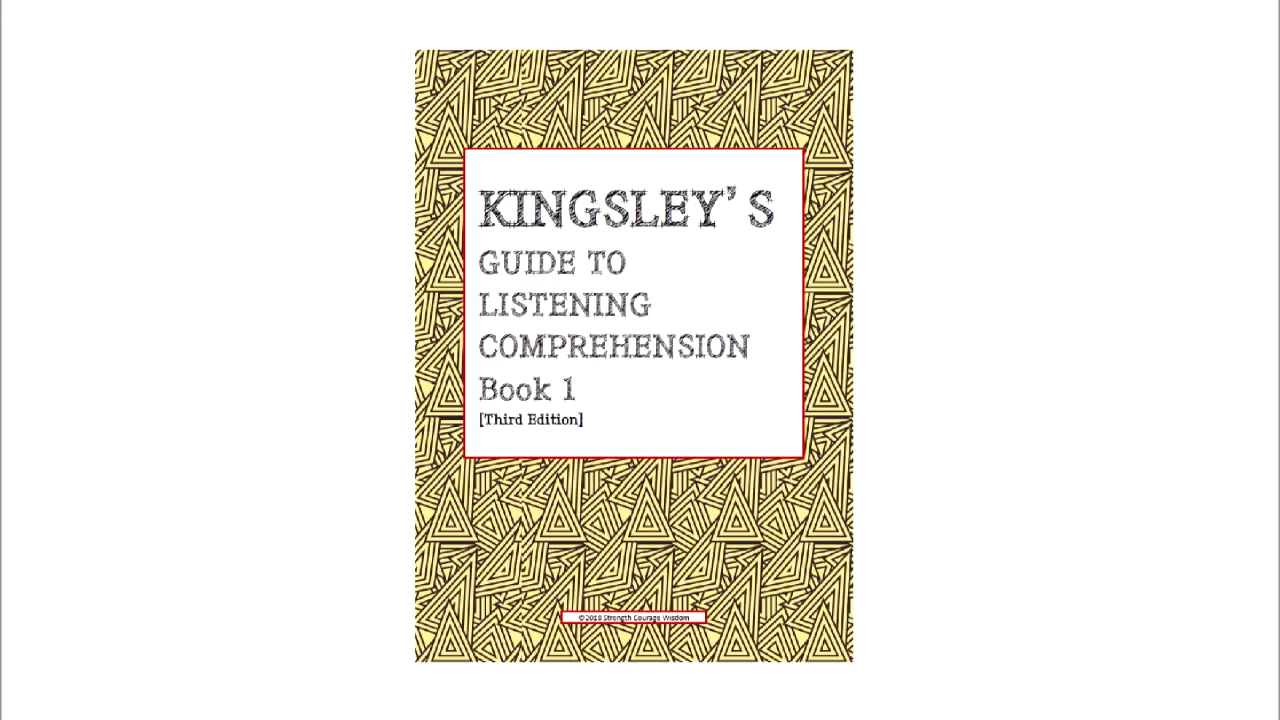 KINGSLEY'S
GUIDE TO
LISTENING
COMPREHENSION
Book 1
[Third Edition]
©2018 Strength Courage Wisdom